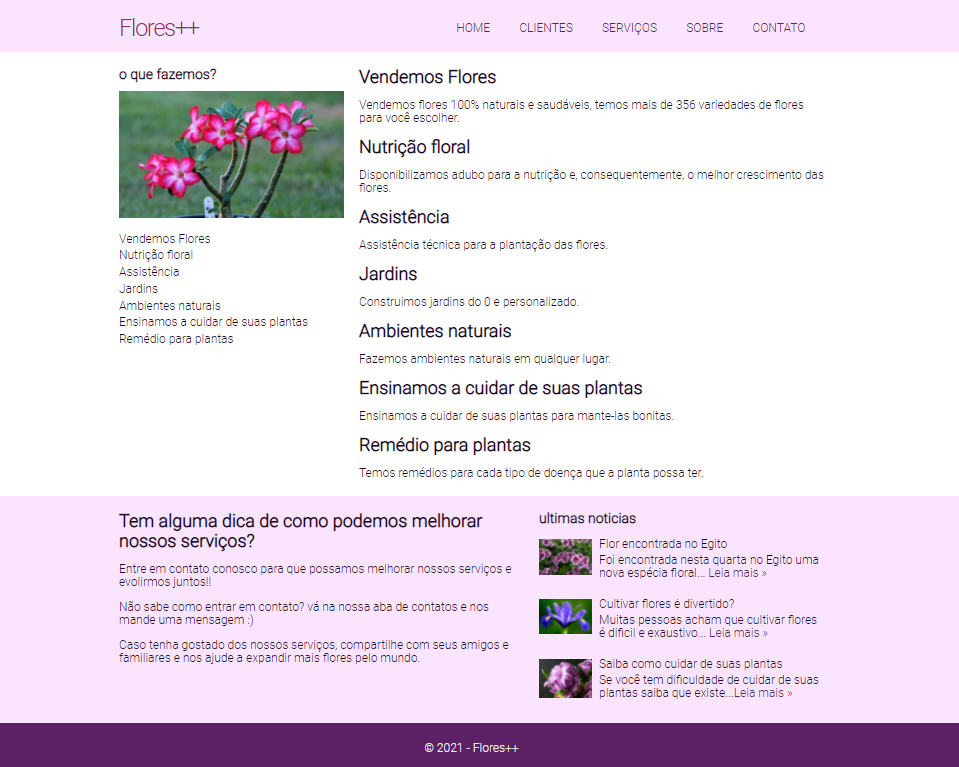 Flores++
HOME CLIENTES SERVIÇOS SOBRE CONTATO
o que fazemos?
Vendemos Flores
Nutrição floral
Assistência
Jardins
Ambientes naturais
Ensinamos a cuidar de suas plantas
Remédio para plantas
Vendemos Flores
Vendemos flores 100% naturais e saudáveis, temos mais de 356 variedades de flores
para você escolher.
Nutrição floral
Disponibilizamos adubo para a nutrição e, consequentemente, o melhor crescimento das
flores.
Assistência
Assistência técnica para a plantação das flores.
Jardins
Construimos jardins do 0 e personalizado.
Ambientes naturais
Fazemos ambientes naturais em qualquer lugar.
Ensinamos a cuidar de suas plantas
Ensinamos a cuidar de suas plantas para mante-las bonitas.
Remédio para plantas
Temos remédios para cada tipo de doença que a planta possa ter.
Tem alguma dica de como podemos melhorar
nossos serviços?
Entre em contato conosco para que possamos melhorar nossos serviços e
evolirmos juntos!!
Não sabe como entrar em contato? vá na nossa aba de contatos e nos
mande uma mensagem :)
Caso tenha gostado dos nossos serviços, compartilhe com seus amigos e
familiares e nos ajude a expandir mais flores pelo mundo.
ultimas noticias
Flor encontrada no Egito
Foi encontrada nesta quarta no Egito uma
nova espécia floral... Leia mais »
Cultivar flores é divertido?
Muitas pessoas acham que cultivar flores
é dificil e exaustivo... Leia mais »
Saiba como cuidar de suas plantas
Se você tem dificuldade de cuidar de suas
plantas saiba que existe...Leia mais »
© 2021 - Flores++